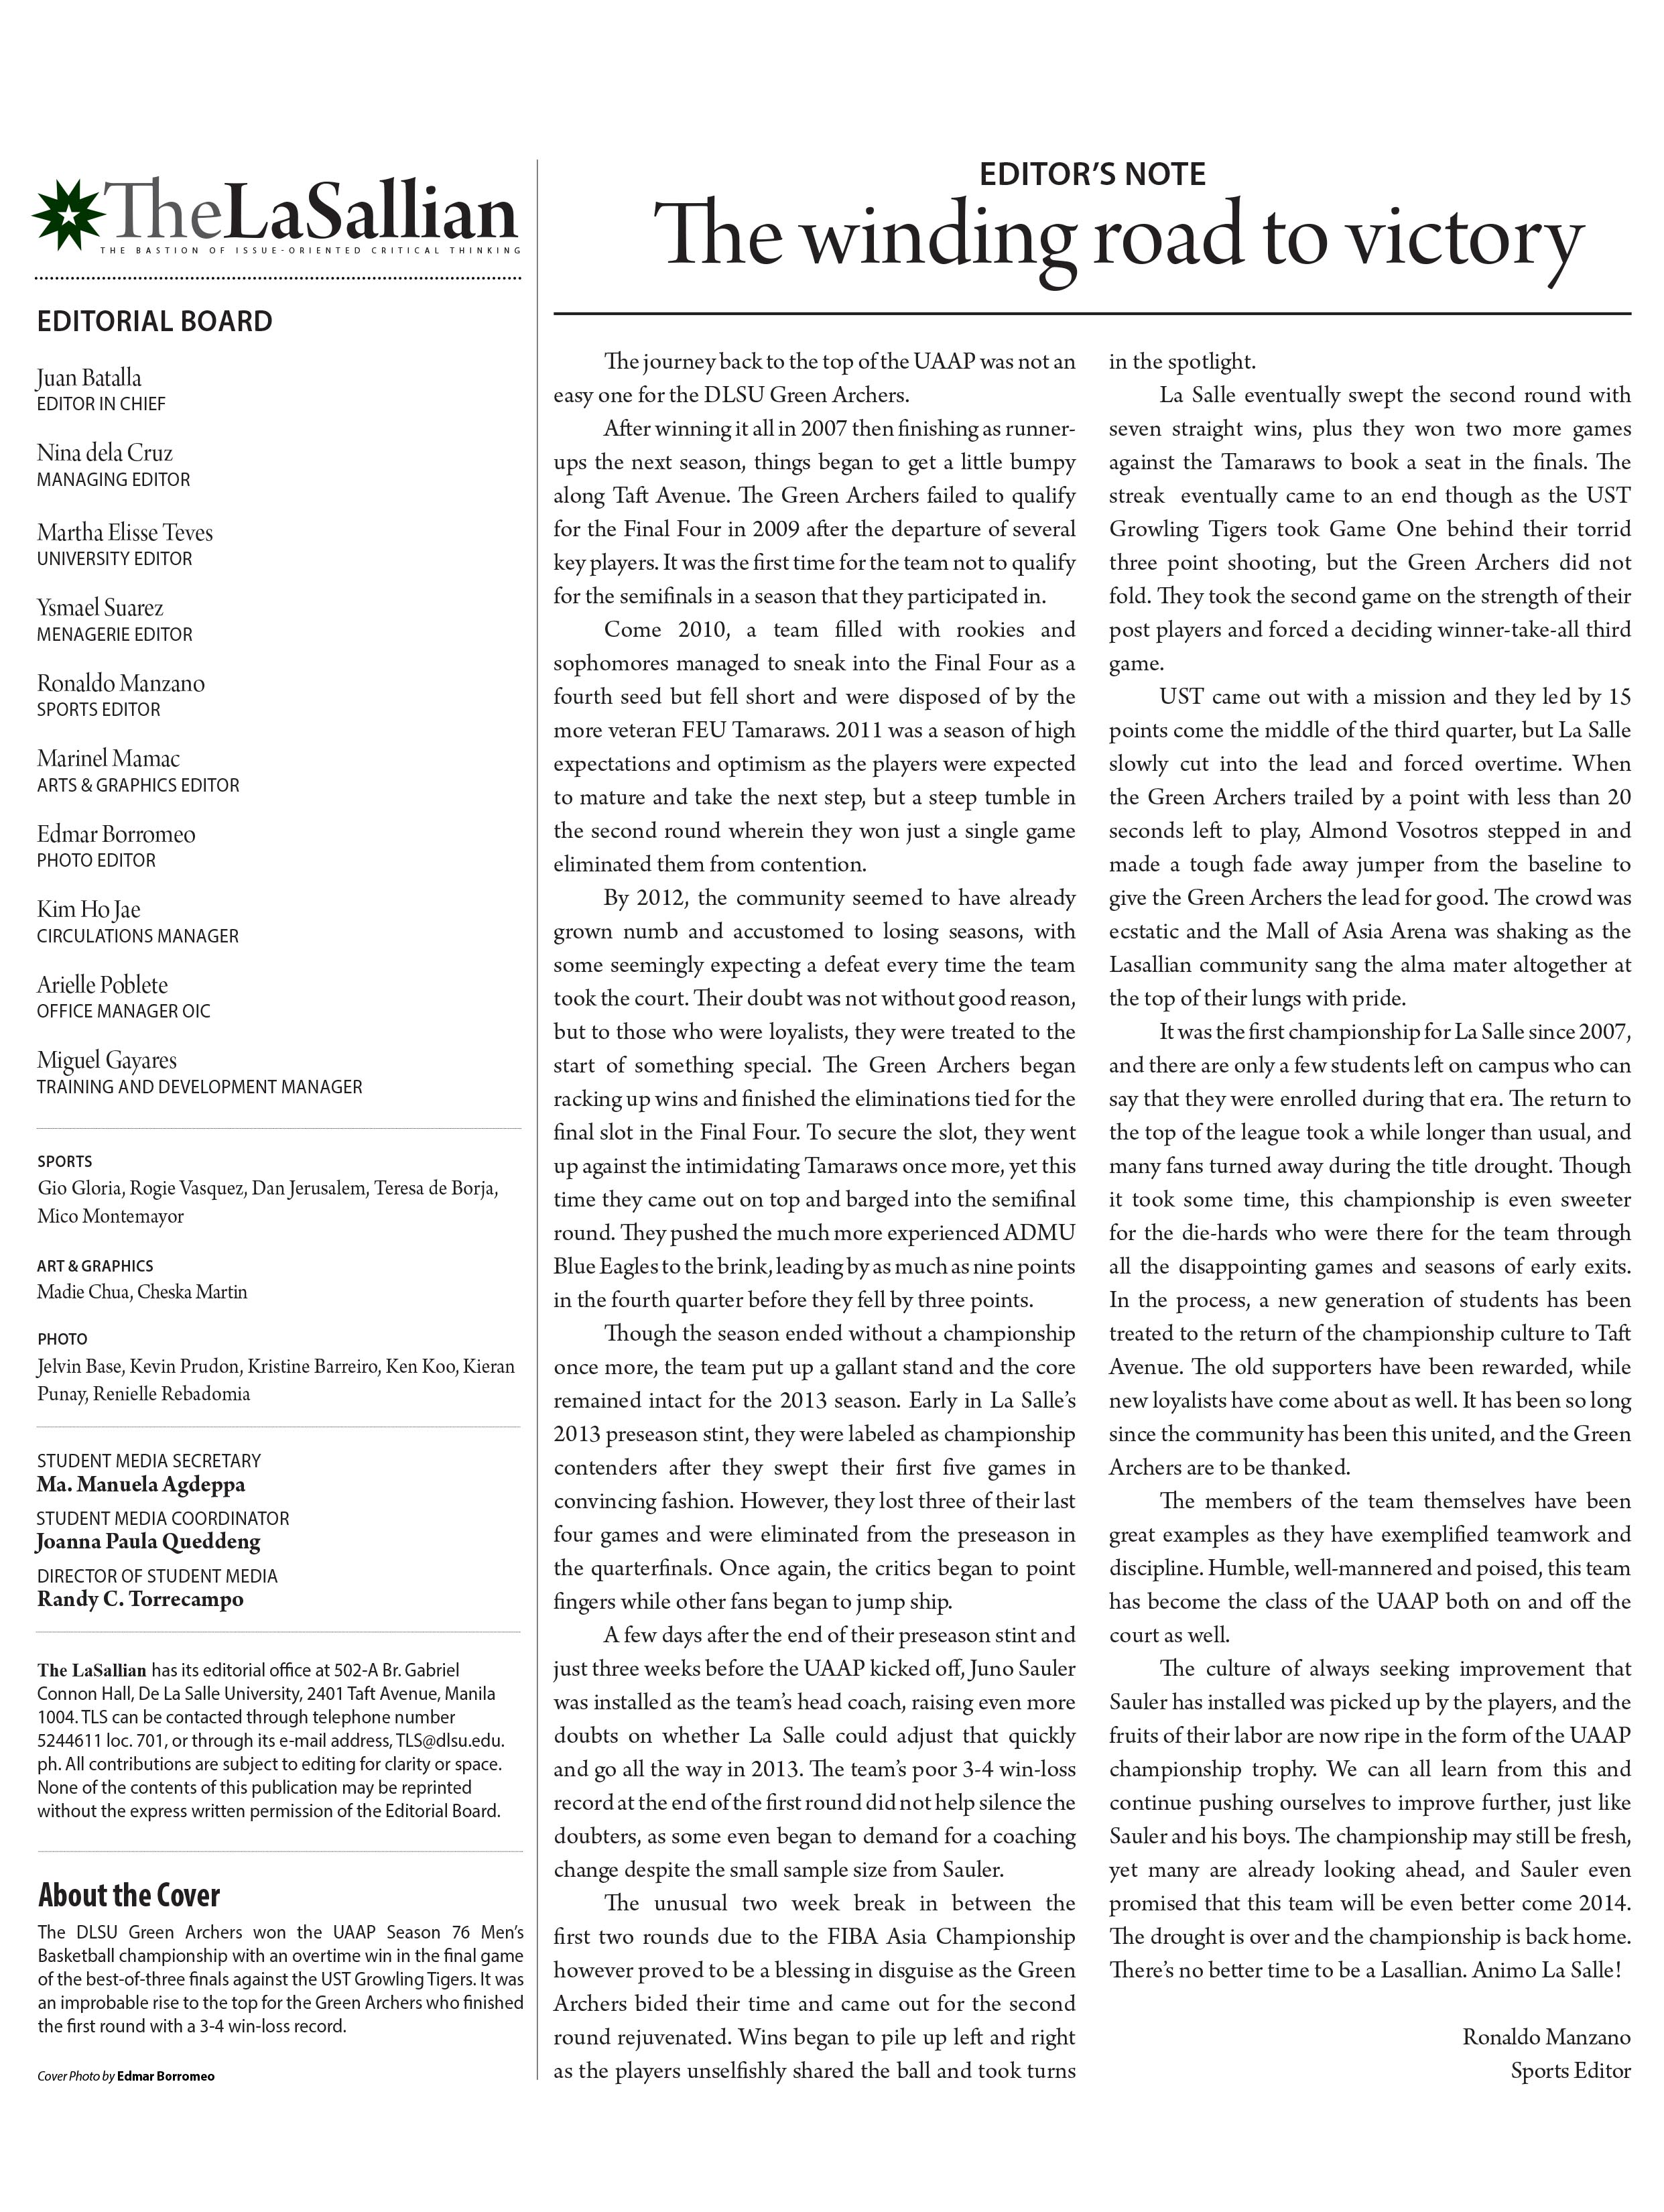 TheLaSallian
THE BASTION OF ISSUE-ORIENTED CRITICAL THINKING
EDITORIAL BOARD
Juan Batalla
EDITOR IN CHIEF
Nina dela Cruz
MANAGING EDITOR
Martha Elisse Teves
UNIVERSITY EDITOR
Ysmael Suarez
MENAGERIE EDITOR
Ronaldo Manzano
SPORTS EDITOR
Marinel Mamac
ARTS & GRAPHICS EDITOR
Edmar Borromeo
PHOTO EDITOR
Kim Ho Jae
CIRCULATIONS MANAGER
Arielle Poblete
OFFICE MANAGER OIC
Miguel Gayares
TRAINING AND DEVELOPMENT MANAGER
SPORTS
Gio Gloria, Rogie Vasquez, Dan Jerusalem, Teresa de Borja,
Mico Montemayor
ART & GRAPHICS
Madie Chua, Cheska Martin
PHOTO
Jelvin Base, Kevin Prudon, Kristine Barreiro, Ken Koo, Kieran
Punay, Renielle Rebadomia
STUDENT MEDIA SECRETARY
Ma. Manuela Agdeppa
STUDENT MEDIA COORDINATOR
Joanna Paula Queddeng
DIRECTOR OF STUDENT MEDIA
Randy C. Torrecampo
The LaSallian has its editorial office at 502-A Br. Gabriel
Connon Hall, De La Salle University, 2401 Taft Avenue, Manila
1004. TLS can be contacted through telephone number
5244611 loc. 701, or through its e-mail address, TLS@dlsu.edu.
ph. All contributions are subject to editing for clarity or space.
None of the contents of this publication may be reprinted
without the express written permission of the Editorial Board.
About the Cover
The DLSU Green Archers won the UAAP Season 76 Men's
Basketball championship with an overtime win in the final game
of the best-of-three finals against the UST Growling Tigers. It was
an improbable rise to the top for the Green Archers who finished
the first round with a 3-4 win-loss record.
Cover Photo by Edmar Borromeo
EDITOR'S NOTE
The winding road to victory
The journey back to the top of the UAAP was not an
easy one for the DLSU Green Archers.
After winning it all in 2007 then finishing as runner-
ups the next season, things began to get a little bumpy
along Taft Avenue. The Green Archers failed to qualify
for the Final Four in 2009 after the departure of several
key players. It was the first time for the team not to qualify
for the semifinals in a season that they participated in.
Come 2010, a team filled with rookies and
sophomores managed to sneak into the Final Four as a
fourth seed but fell short and were disposed of by the
more veteran FEU Tamaraws. 2011 was a season of high
expectations and optimism as the players were expected
to mature and take the next step, but a steep tumble in
the second round wherein they won just a single game
eliminated them from contention.
By 2012, the community seemed to have already
grown numb and accustomed to losing seasons, with
some seemingly expecting a defeat every time the team
took the court. Their doubt was not without good reason,
but to those who were loyalists, they were treated to the
start of something special. The Green Archers began
racking up wins and finished the eliminations tied for the
final slot in the Final Four. To secure the slot, they went
up against the intimidating Tamaraws once more, yet this
time they came out on top and barged into the semifinal
round. They pushed the much more experienced ADMU
Blue Eagles to the brink, leading by as much as nine points
in the fourth quarter before they fell by three points.
Though the season ended without a championship
once more, the team put up a gallant stand and the core
remained intact for the 2013 season. Early in La Salle's
2013 preseason stint, they were labeled as championship
contenders after they swept their first five games in
convincing fashion. However, they lost three of their last
four games and were eliminated from the preseason in
the quarterfinals. Once again, the critics began to point
fingers while other fans began to jump ship.
A few days after the end of their preseason stint and
just three weeks before the UAAP kicked off, Juno Sauler
was installed as the team's head coach, raising even more
doubts on whether La Salle could adjust that quickly
and go all the way in 2013. The team's poor 3-4 win-loss
record at the end of the first round did not help silence the
doubters, as some even began to demand for a coaching
change despite the small sample size from Sauler.
The unusual two week break in between the
first two rounds due to the FIBA Asia Championship
however proved to be a blessing in disguise as the Green
Archers bided their time and came out for the second
round rejuvenated. Wins began to pile up left and right
as the players unselfishly shared the ball and took turns
in the spotlight.
La Salle eventually swept the second round with
seven straight wins, plus they won two more games
against the Tamaraws to book a seat in the finals. The
streak eventually came to an end though as the UST
Growling Tigers took Game One behind their torrid
three point shooting, but the Green Archers did not
fold. They took the second game on the strength of their
post players and forced a deciding winner-take-all third
game.
UST came out with a mission and they led by 15
points come the middle of the third quarter, but La Salle
slowly cut into the lead and forced overtime. When
the Green Archers trailed by a point with less than 20
seconds left to play, Almond Vosotros stepped in and
made a tough fade away jumper from the baseline to
give the Green Archers the lead for good. The crowd was
ecstatic and the Mall of Asia Arena was shaking as the
Lasallian community sang the alma mater altogether at
the top of their lungs with pride.
It was the first championship for La Salle since 2007,
and there are only a few students left on campus who can
say that they were enrolled during that era. The return to
the top of the league took a while longer than usual, and
many fans turned away during the title drought. Though
it took some time, this championship is even sweeter
for the die-hards who were there for the team through
all the disappointing games and seasons of early exits.
In the process, a new generation of students has been
treated to the return of the championship culture to Taft
Avenue. The old supporters have been rewarded, while
new loyalists have come about as well. It has been so long
since the community has been this united, and the Green
Archers are to be thanked.
The members of the team themselves have been
great examples as they have exemplified teamwork and
discipline. Humble, well-mannered and poised, this team
has become the class of the UAAP both on and off the
court as well.
The culture of always seeking improvement that
Sauler has installed was picked up by the players, and the
fruits of their labor are now ripe in the form of the UAAP
championship trophy. We can all learn from this and
continue pushing ourselves to improve further, just like
Sauler and his boys. The championship may still be fresh,
yet many are already looking ahead, and Sauler even
promised that this team will be even better come 2014.
The drought is over and the championship is back home.
There's no better time to be a Lasallian. Animo La Salle!
Ronaldo Manzano
Sports Editor